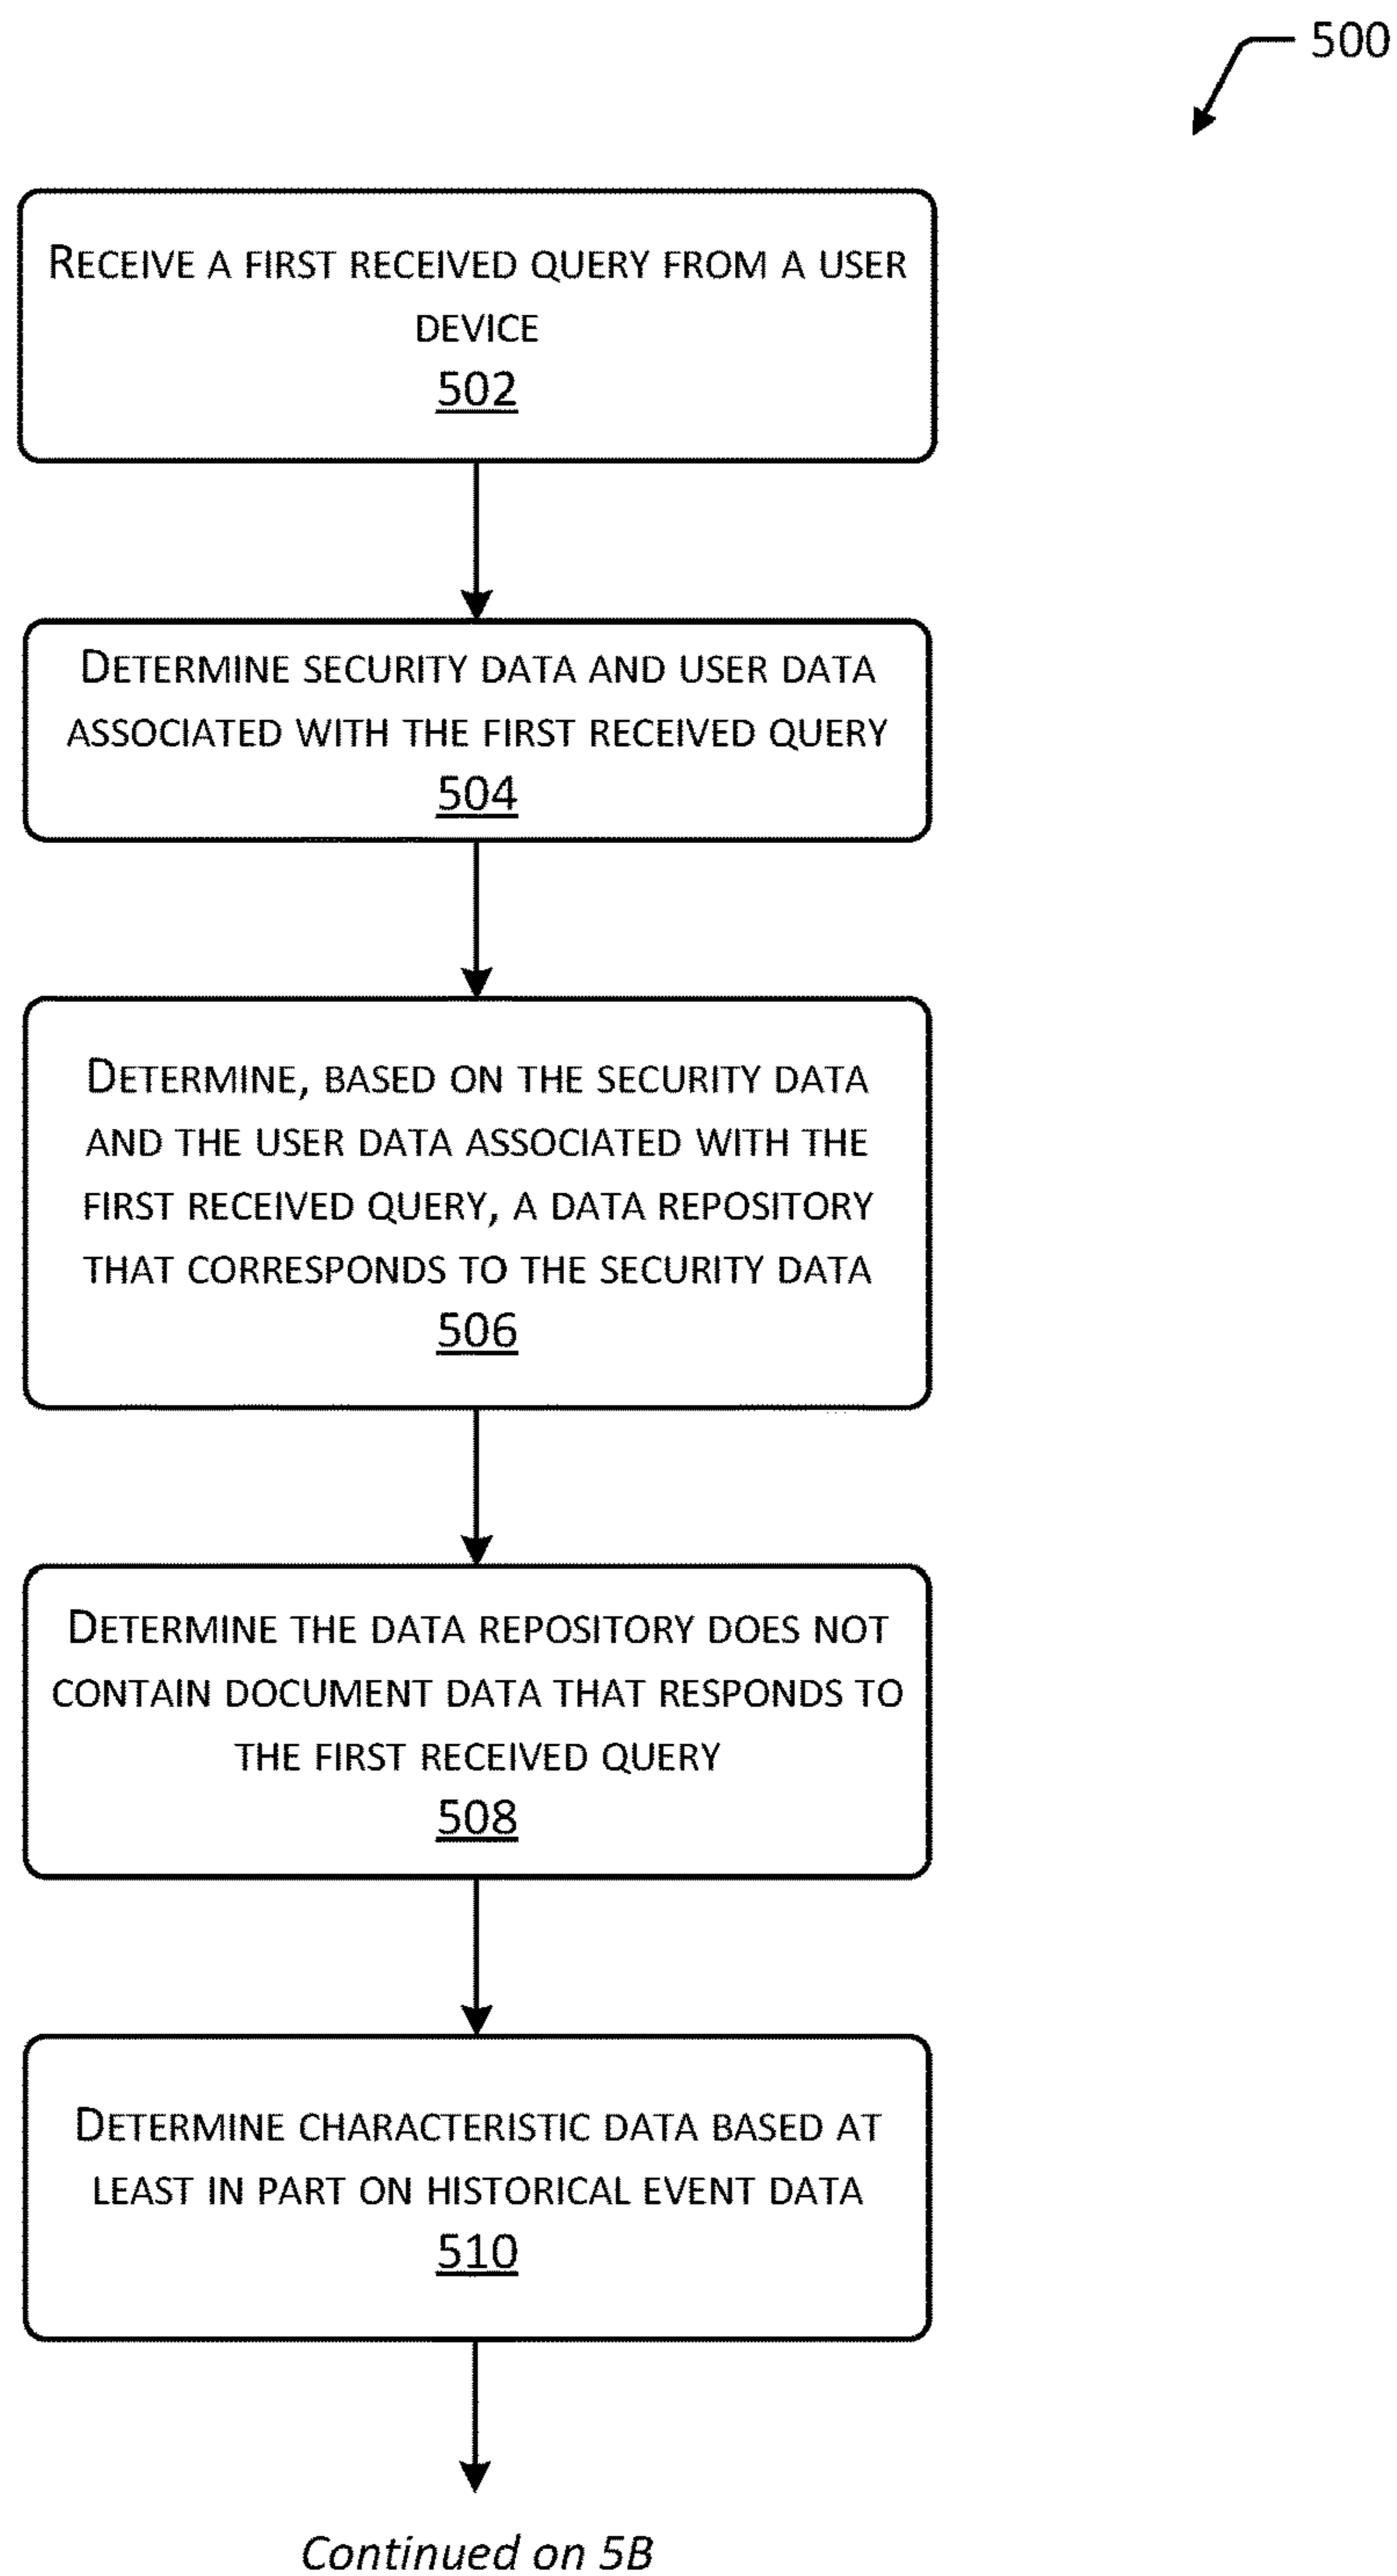 500
RECEIVE A FIRST RECEIVED QUERY FROM A USER
DEVICE
502
DETERMINE SECURITY DATA AND USER DATA
ASSOCIATED WITH THE FIRST RECEIVED QUERY
504
DETERMINE, BASED ON THE SECURITY DATA
AND THE USER DATA ASSOCIATED WITH THE
FIRST RECEIVED QUERY, A DATA REPOSITORY
THAT CORRESPONDS TO THE SECURITY DATA
506
DETERMINE THE DATA REPOSITORY DOES NOT
CONTAIN DOCUMENT DATA THAT RESPONDS TO
THE FIRST RECEIVED QUERY
508
DETERMINE CHARACTERISTIC DATA BASED AT
LEAST IN PART ON HISTORICAL EVENT DATA
510
Continued on 5B